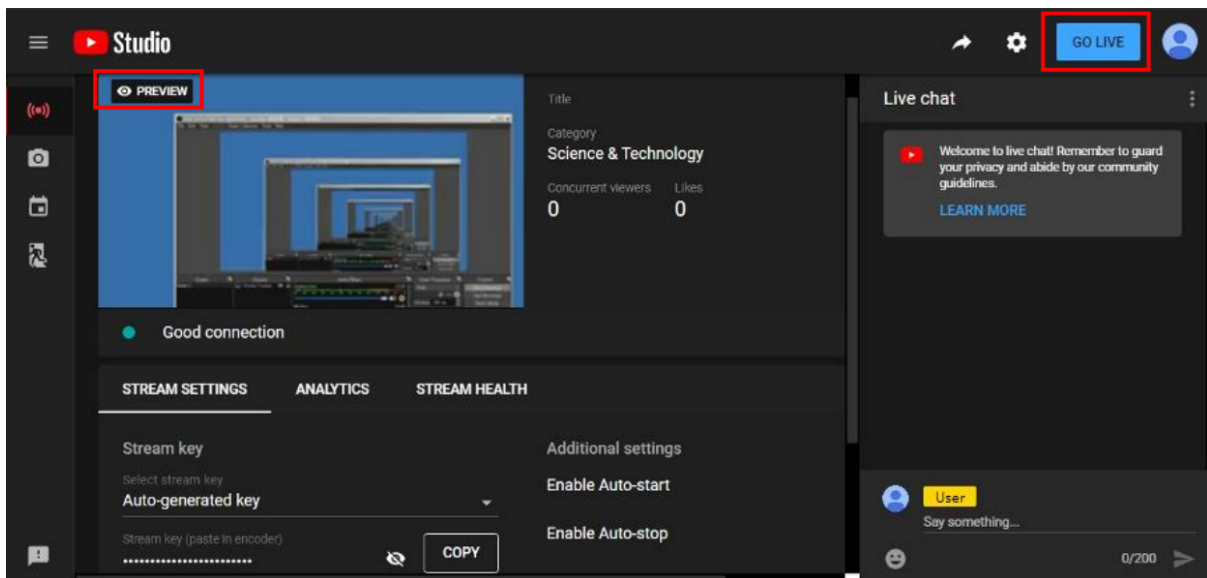 Studio
GO LIVE
PREVIEW
Title
Category
Science & Technology
Concurrent viewers Likes
0 0
Good connection
STREAM SETTINGS ANALYTICS STREAM HEALTH
Stream key
Select stream key
Auto-generated key
Stream key (paste in encoder)
••••••••••••••••••••••••
COPY
Additional settings
Enable Auto-start
Enable Auto-stop
Live chat
Welcome to live chat! Remember to guard
your privacy and abide by our community
guidelines.
LEARN MORE
User
Say something...
0/200